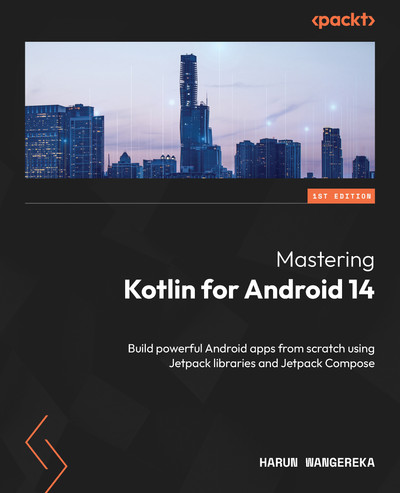 <packt>
1ST EDITION
Mastering
Kotlin for Android 14
Build powerful Android apps from scratch using
Jetpack libraries and Jetpack Compose
HARUN WANGEREKA